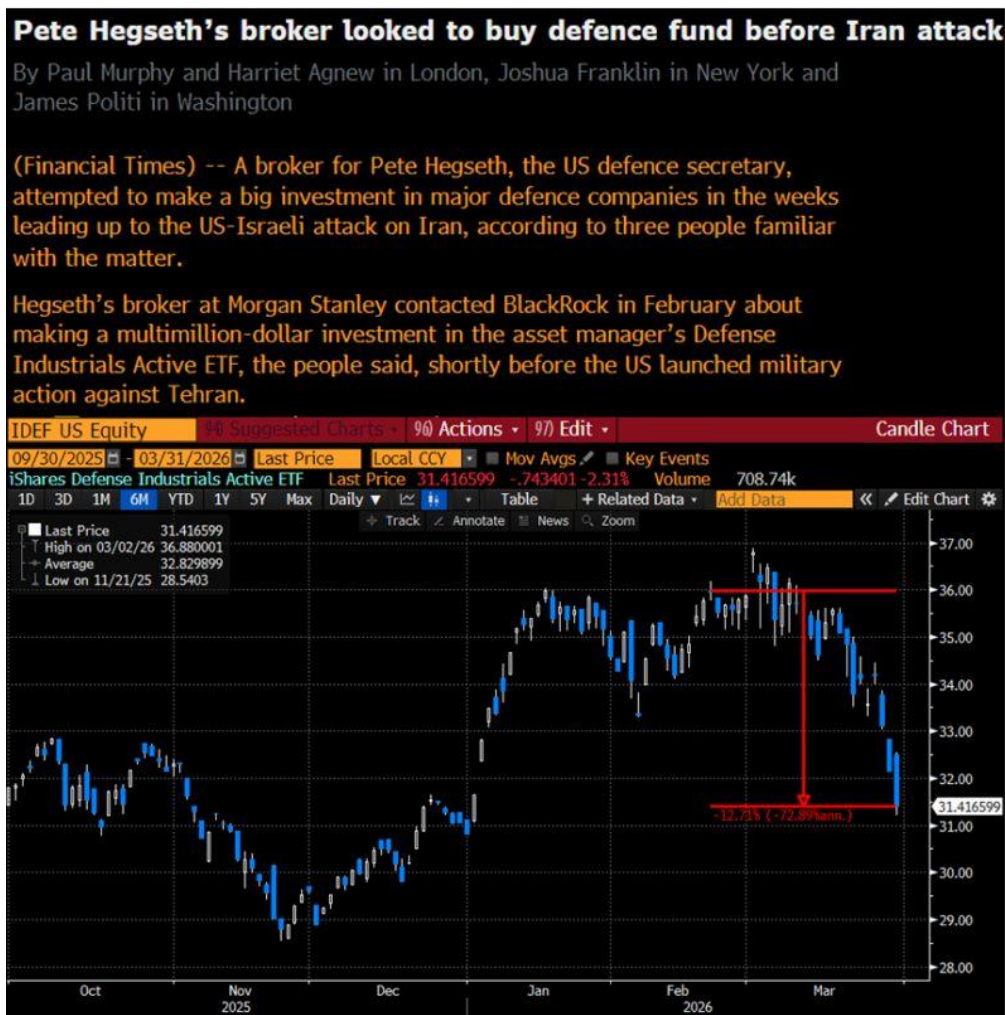 Pete Hegseth's broker looked to buy defence fund before Iran attack
By Paul Murphy and Harriet Agnew in London, Joshua Franklin in New York and
James Politi in Washington
(Financial Times) -- A broker for Pete Hegseth, the US defence secretary,
attempted to make a big investment in major defence companies in the weeks
leading up to the US-Israeli attack on Iran, according to three people familiar
with the matter.
Hegseth's broker at Morgan Stanley contacted BlackRock in February about
making a multimillion-dollar investment in the asset manager's Defense
Industrials Active ETF, the people said, shortly before the US launched military
action against Tehran.
IDEF US Equity 94) Suggested Charts 96) Actions 97) Edit Candle Chart
09/30/2025 - 03/31/2026 Last Price Local CCY Mov Avgs Key Events
iShares Defense Industrials Active ETF Last Price 31.416599 -.743401 -2.31% Volume 708.74k
1D 3D 1M 6M YTD 1Y 5Y Max Daily Table + Related Data Add Data Edit Chart
Track Annotate News Zoom
Last Price 31.416599
High on 03/02/26 36.880001
Average 32.829899
Low on 11/21/25 28.5403
37.00
36.00
35.00
34.00
33.00
32.00
31.416599
-12.71% (-72.89%ann.)
31.00
30.00
29.00
28.00
Oct Nov Dec Jan Feb Mar
2025 2026